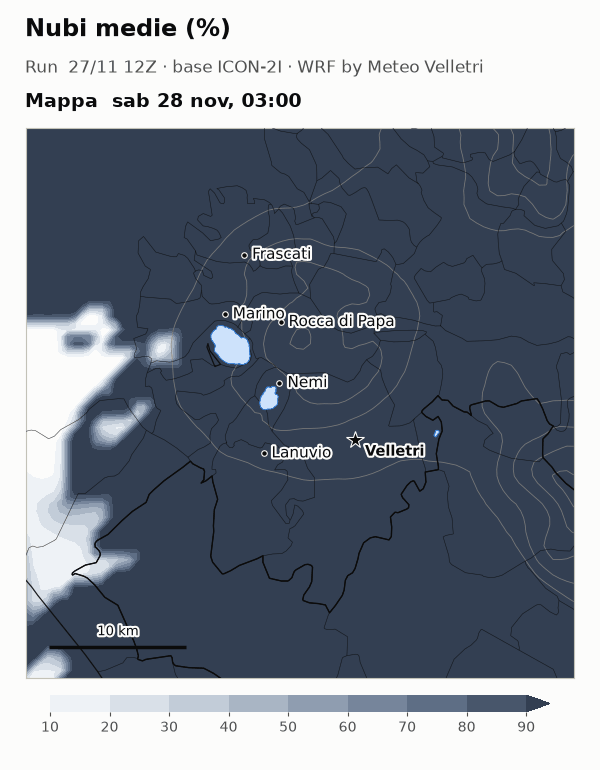 Nubi medie (%)
Run  27/11 12Z · base ICON-2I · WRF by Meteo Velletri
Mappa  sab 28 nov, 03:00
Frascati
Marino
Rocca di Papa
Nemi
Velletri
Lanuvio
10 km
10 20 30 40 50 60 70 80 90